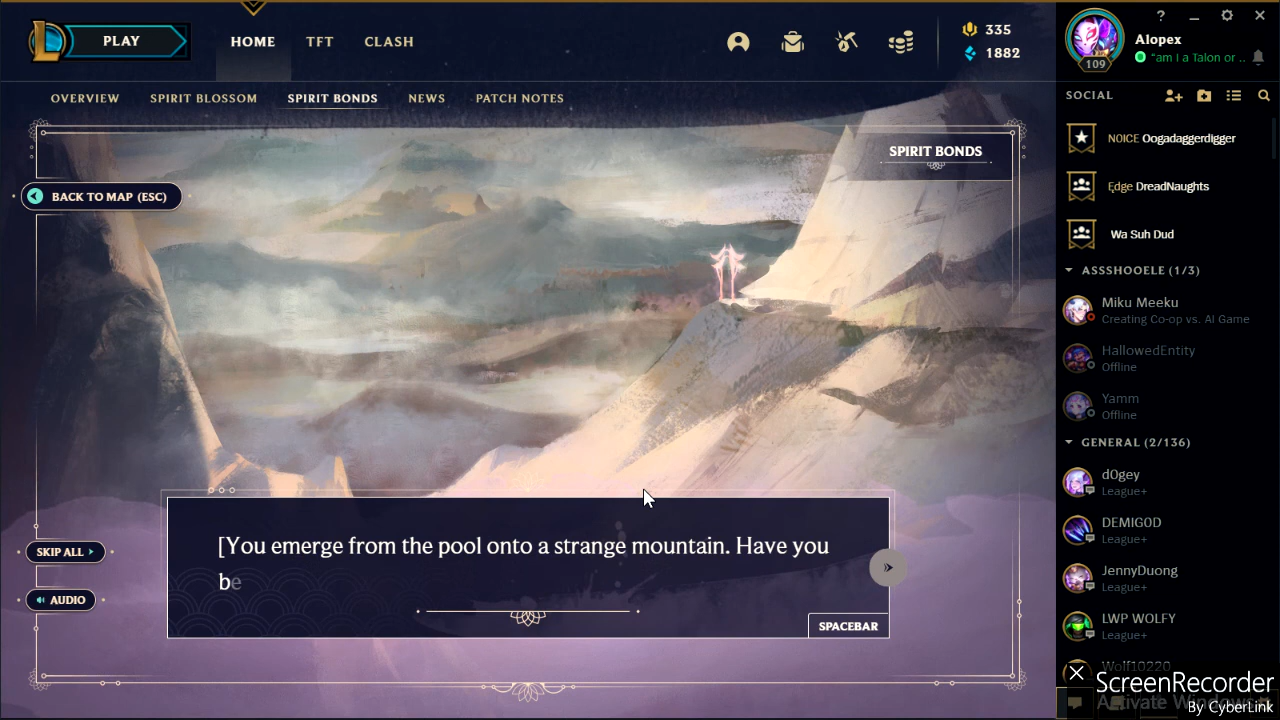 PLAY
HOME
TFT
CLASH
335
1882
?
Alopex
109
"am I a Talon or ..
OVERVIEW
SPIRIT BLOSSOM
SPIRIT BONDS
NEWS
PATCH NOTES
SOCIAL
SPIRIT BONDS
BACK TO MAP (ESC)
[You emerge from the pool onto a strange mountain. Have you
be
SPACEBAR
SKIP ALL
AUDIO
NOICE Oogadaggerdigger
Edge DreadNaughts
Wa Suh Dud
ASSSHOOELE (1/3)
Miku Meeku
Creating Co-op vs. AI Game
HallowedEntity
Offline
Yamm
Offline
GENERAL (2/136)
d0gey
League+
DEMIG0D
League+
JennyDuong
League+
LWP WOLFY
League+
Wolf10220
ScreenRecorder
Activate Windows
By CyberLink